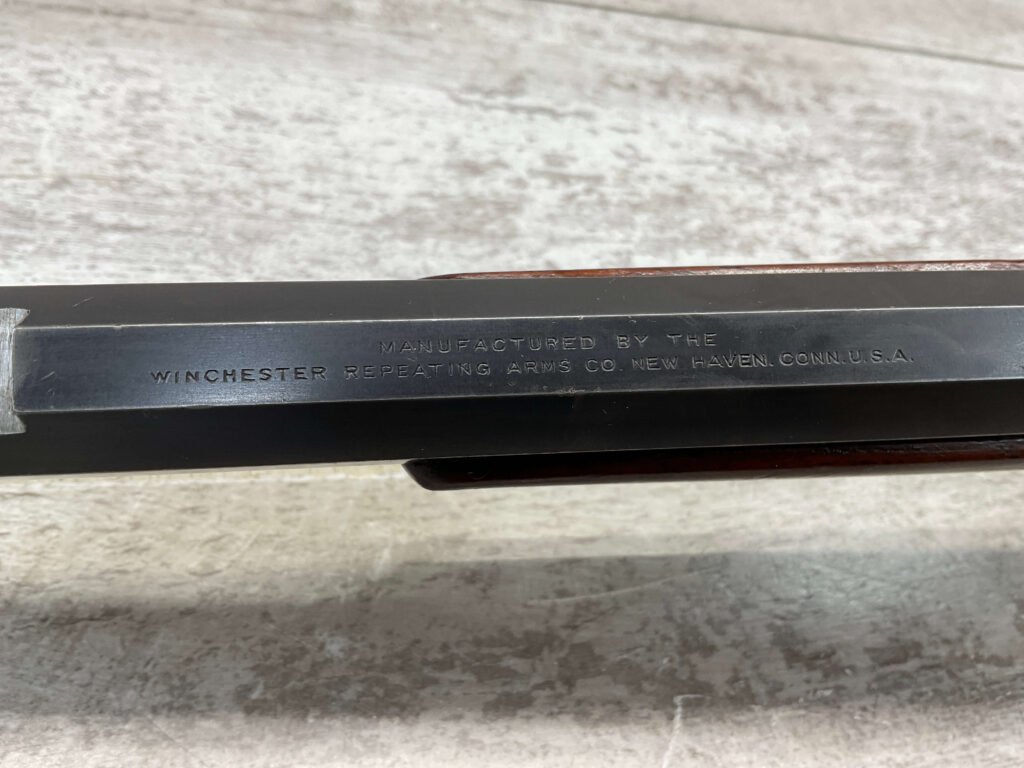 MANUFACTURED BY THE
WINCHESTER REPEATING ARMS CO. NEW HAVEN. CONN. U.S.A.